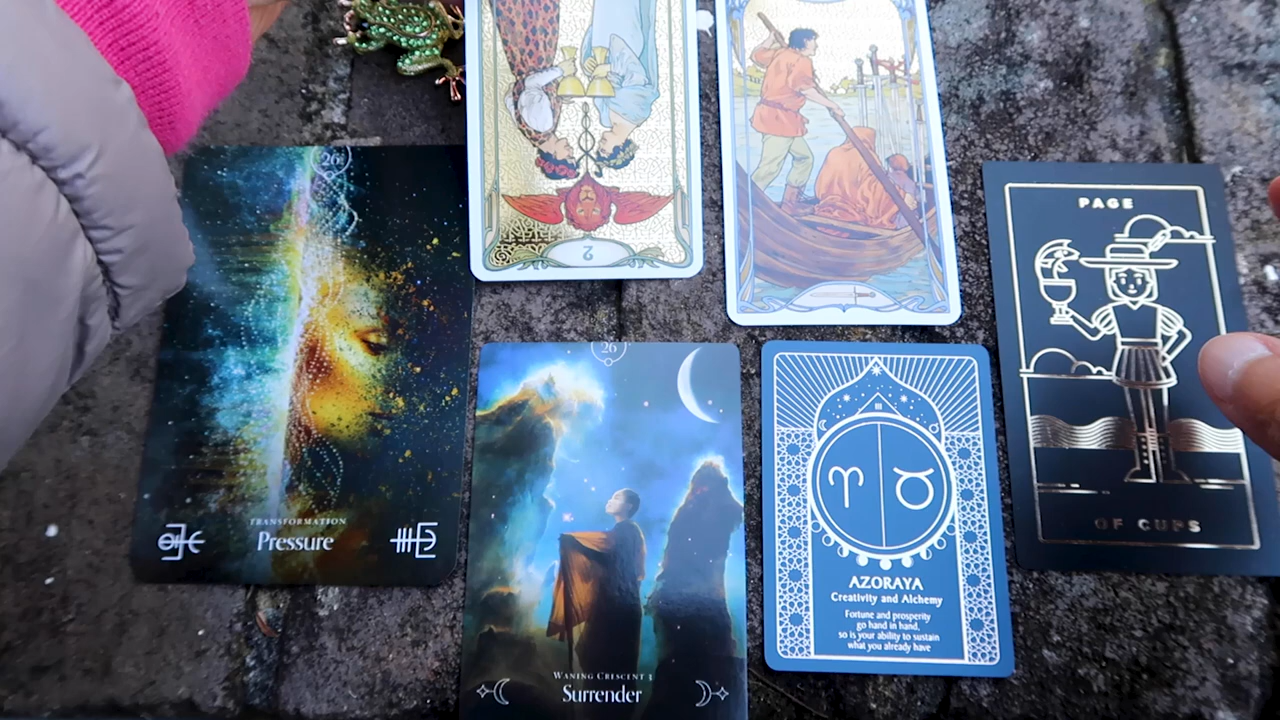 26
TRANSFORMATION
Pressure
2
26
WANING CRESCENT 3
Surrender
AZORAYA
Creativity and Alchemy
Fortune and prosperity
go hand in hand,
so is your ability to sustain
what you already have
PAGE
OF CUPS